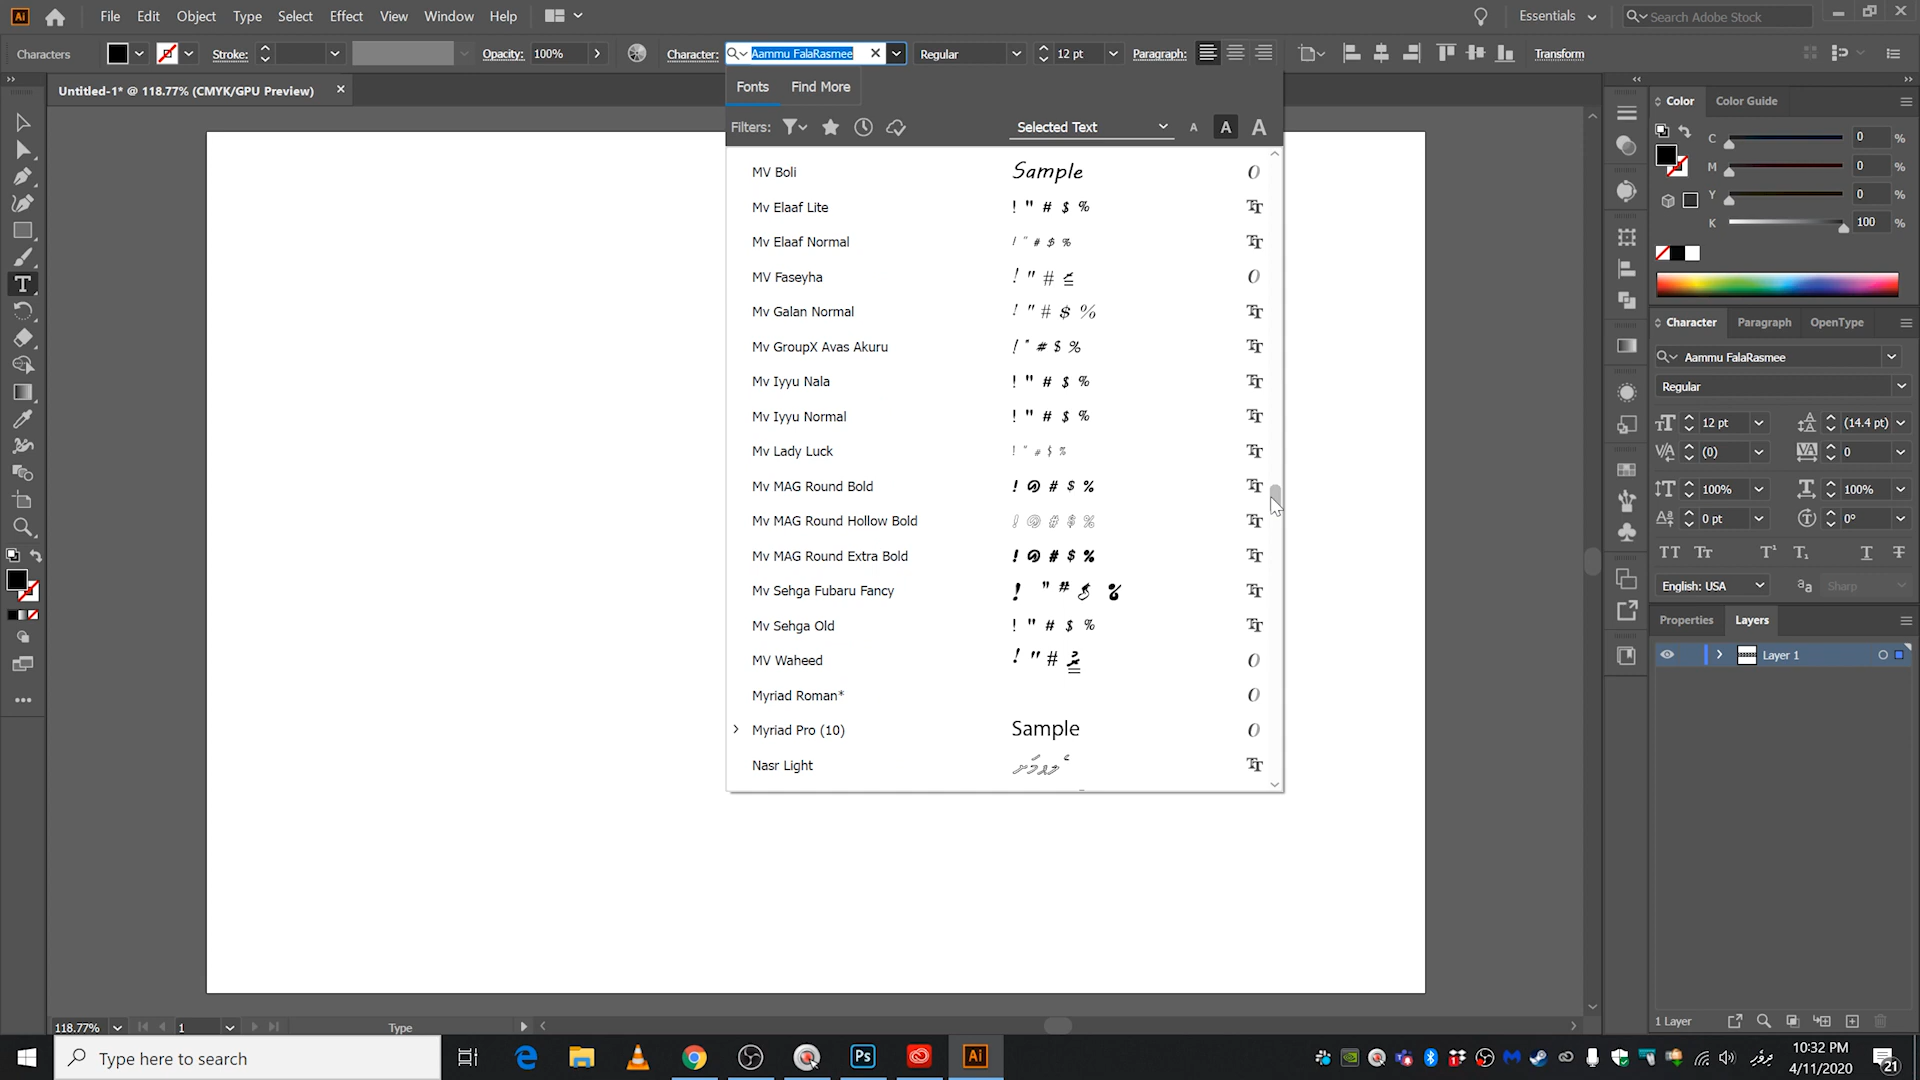 Ai File Edit Object Type Select Effect View Window Help Essentials Search Adobe Stock
Characters Stroke: Opacity: 100% Character: Aammu FalaRasmee Regular 12 pt Paragraph: Transform
Untitled-1* @ 118.77% (CMYK/GPU Preview)
Fonts Find More
Filters: Selected Text A A A
MV Boli Sample
Mv Elaaf Lite ! " # $ %
Mv Elaaf Normal ! " # $ %
MV Faseyha ! " #
Mv Galan Normal ! " # $ %
Mv GroupX Avas Akuru ! " # $ %
Mv Iyyu Nala ! " # $ %
Mv Iyyu Normal ! " # $ %
Mv Lady Luck ! " # $ %
Mv MAG Round Bold ! @ # $ %
Mv MAG Round Hollow Bold ! @ # $ %
Mv MAG Round Extra Bold ! @ # $ %
Mv Sehga Fubaru Fancy ! " # $ %
Mv Sehga Old ! " # $ %
MV Waheed ! " #
Myriad Roman*
Myriad Pro (10) Sample
Nasr Light
Color Color Guide
C 0 %
M 0 %
Y 0 %
K 100 %
Character Paragraph OpenType
Aammu FalaRasmee
Regular
12 pt (14.4 pt)
(0) 0
100% 100%
0 pt 0°
English: USA Sharp
Properties Layers
Layer 1
1 Layer
118.77% 1 Type
Type here to search
Ps Ai
10:32 PM
4/11/2020
21